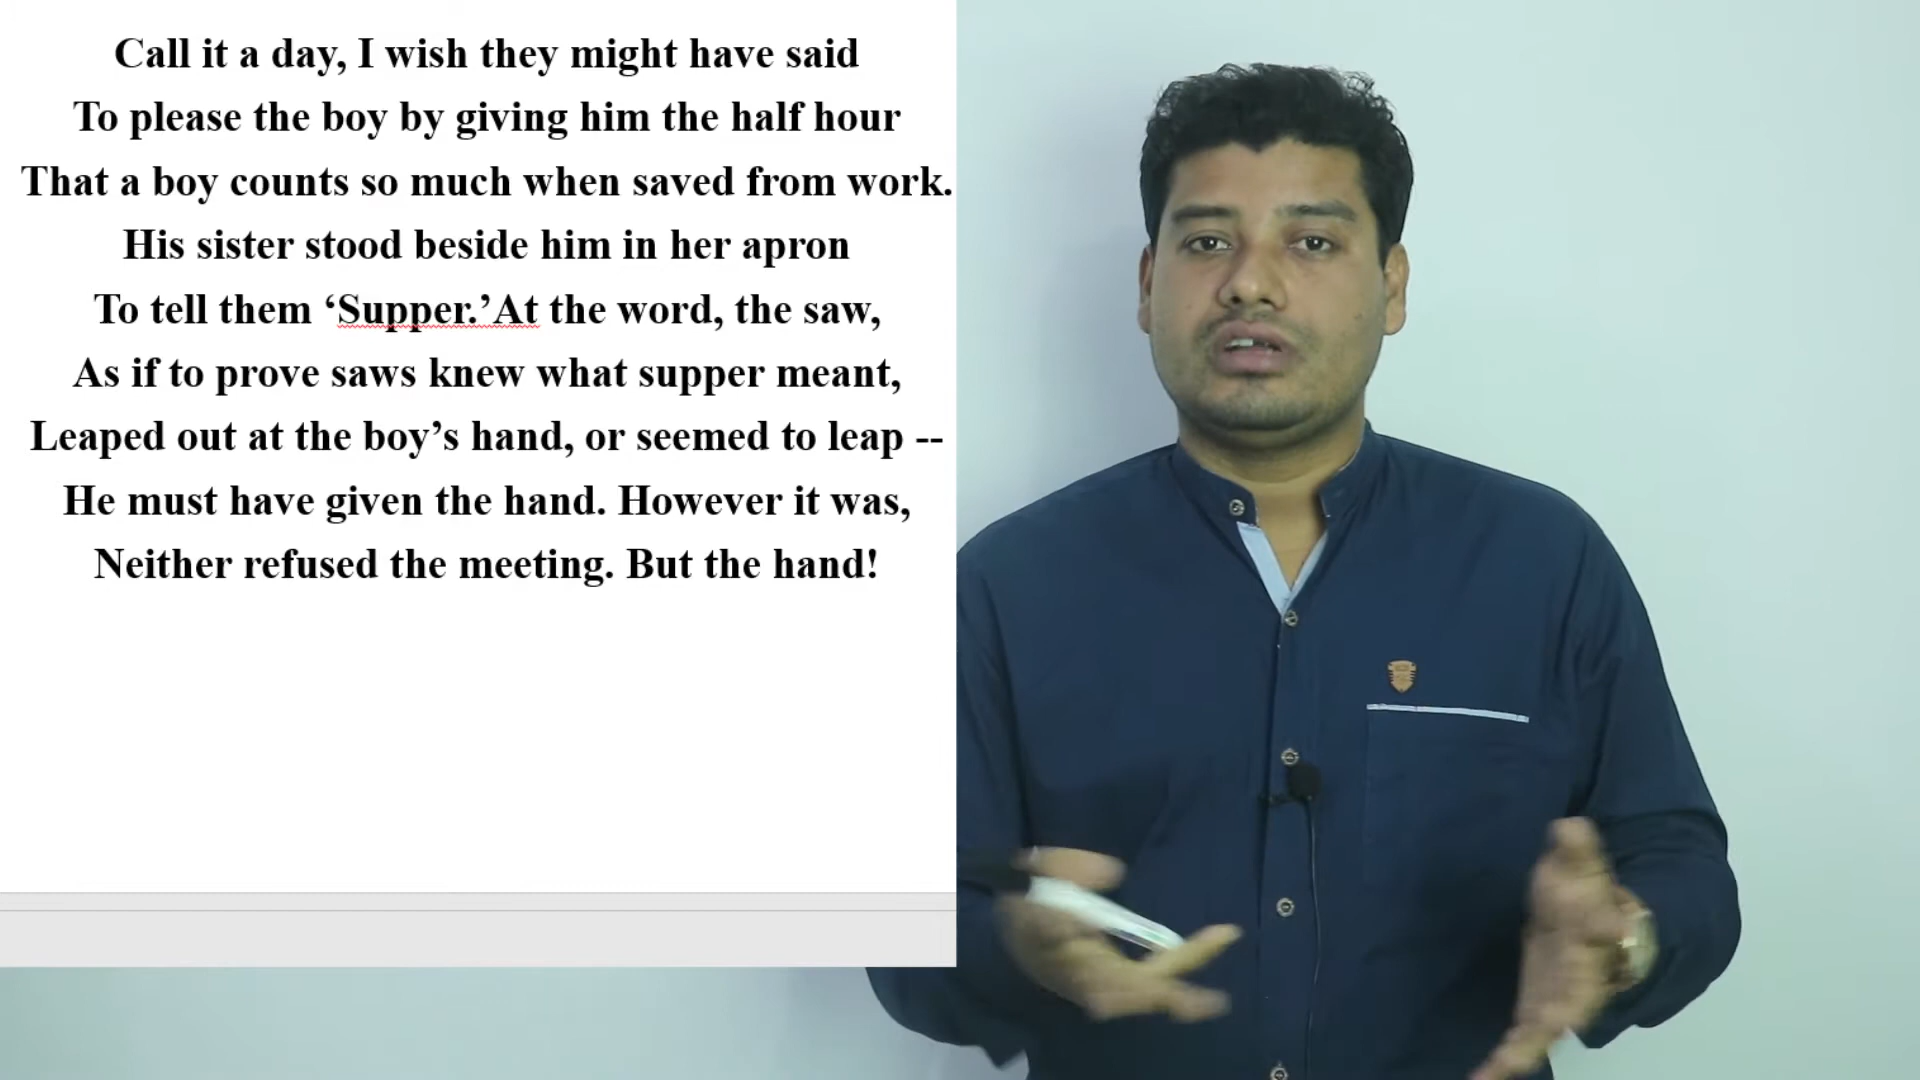 Call it a day, I wish they might have said
To please the boy by giving him the half hour
That a boy counts so much when saved from work.
His sister stood beside him in her apron
To tell them ‘Supper.’At the word, the saw,
As if to prove saws knew what supper meant,
Leaped out at the boy’s hand, or seemed to leap --
He must have given the hand. However it was,
Neither refused the meeting. But the hand!